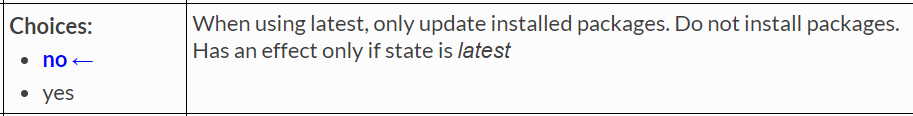 Choices:
• no ←
• yes
When using latest, only update installed packages. Do not install packages.
Has an effect only if state is latest